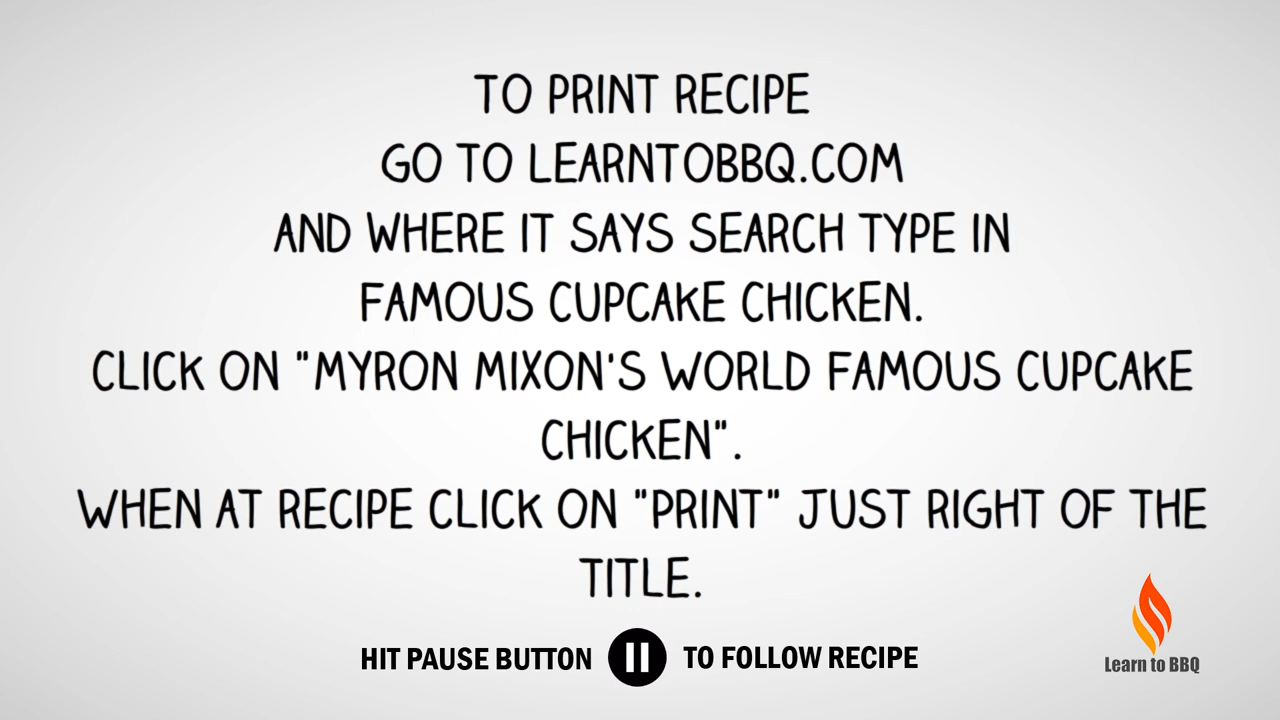 TO PRINT RECIPE
GO TO LEARNTOBBQ.COM
AND WHERE IT SAYS SEARCH TYPE IN
FAMOUS CUPCAKE CHICKEN.
CLICK ON "MYRON MIXON'S WORLD FAMOUS CUPCAKE
CHICKEN".
WHEN AT RECIPE CLICK ON "PRINT" JUST RIGHT OF THE
TITLE.
HIT PAUSE BUTTON TO FOLLOW RECIPE
Learn to BBQ